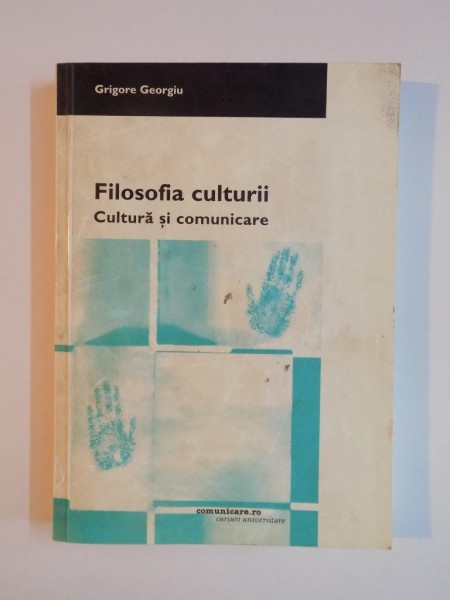 Grigore Georgiu
Filosofia culturii
Cultură și comunicare
comunicare.ro
cursuri universitare